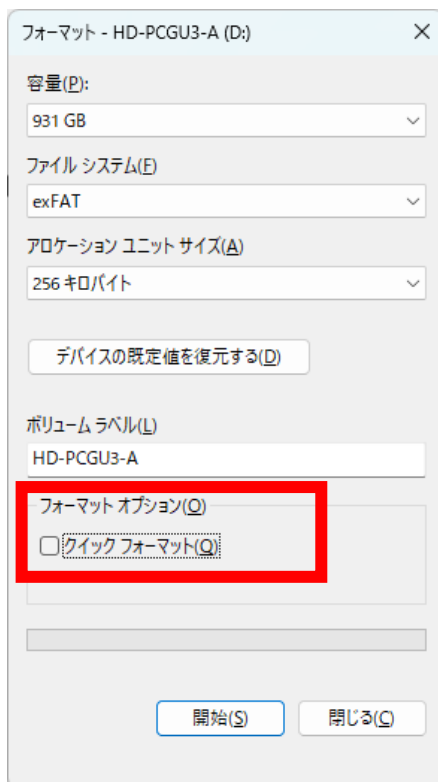 フォーマット - HD-PCGU3-A (D:)
容量(P):
931 GB
ファイル システム(F)
exFAT
アロケーション ユニット サイズ(A)
256 キロバイト
デバイスの既定値を復元する(D)
ボリューム ラベル(L)
HD-PCGU3-A
フォーマット オプション(O)
クイック フォーマット(Q)
開始(S)
閉じる(C)